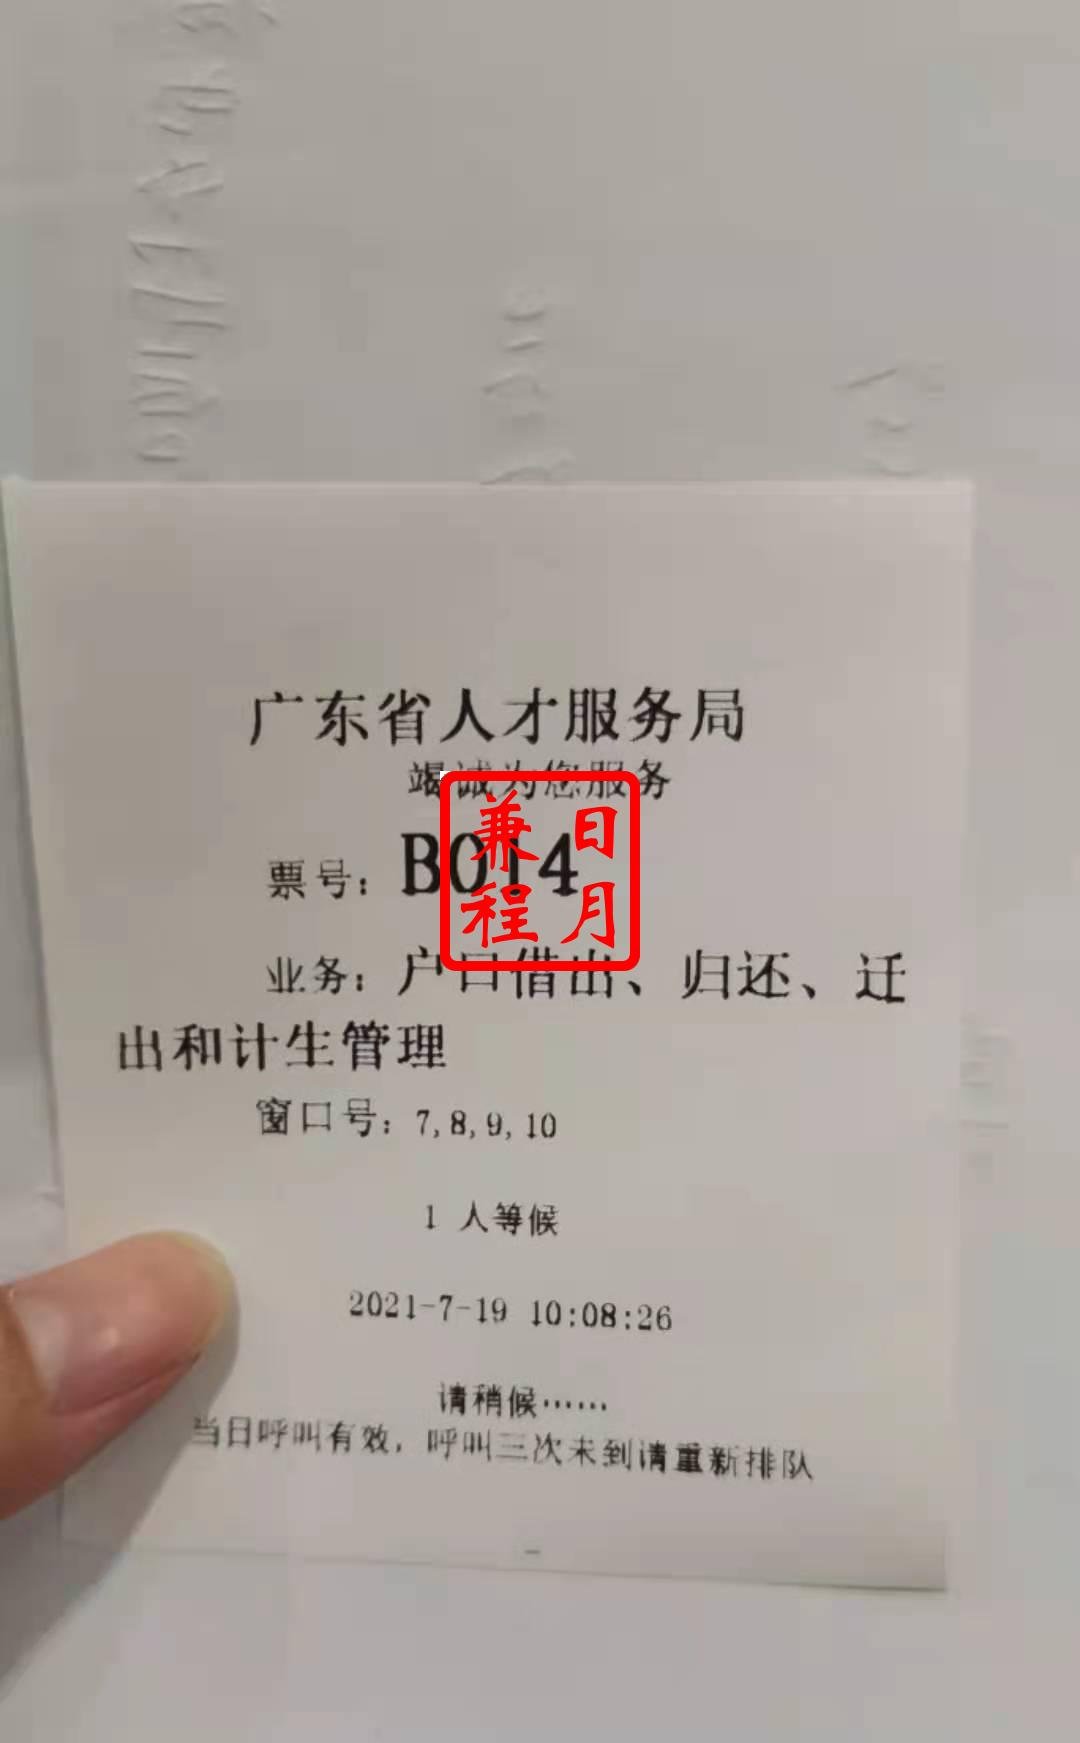 广东省人才服务局
竭诚为您服务
票号：B014
业务：户口借出、归还、迁
出和计生管理
窗口号：7,8,9,10
1 人等候
2021-7-19 10:08:26
请稍候……
当日呼叫有效，呼叫三次未到请重新排队
日月
兼程